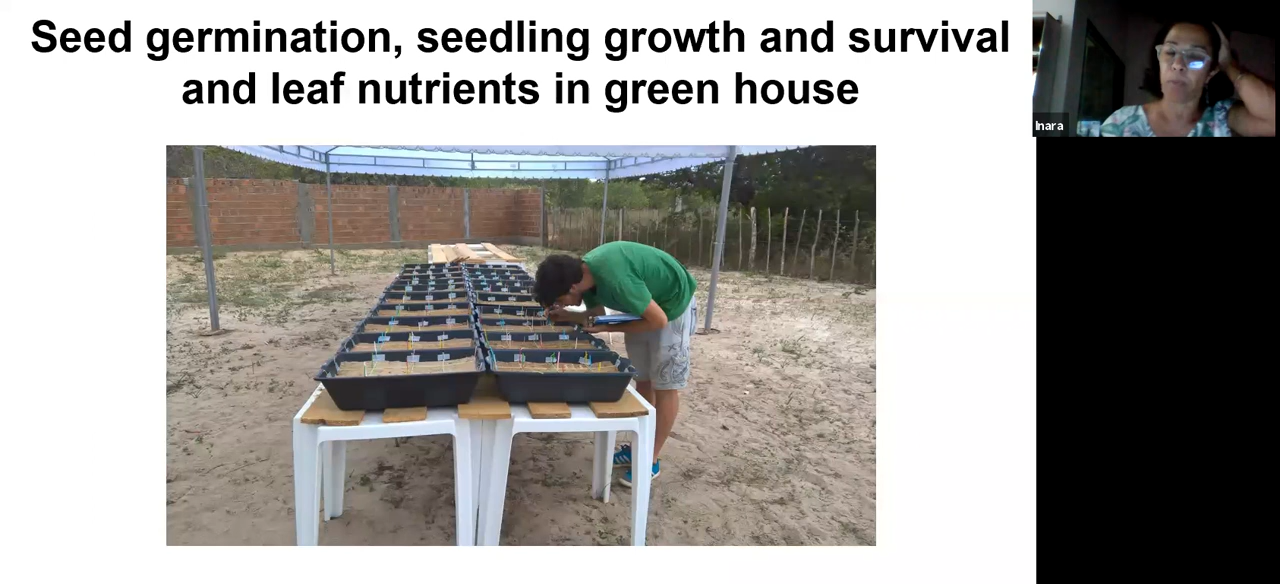 Seed germination, seedling growth and survival
and leaf nutrients in green house
Inara